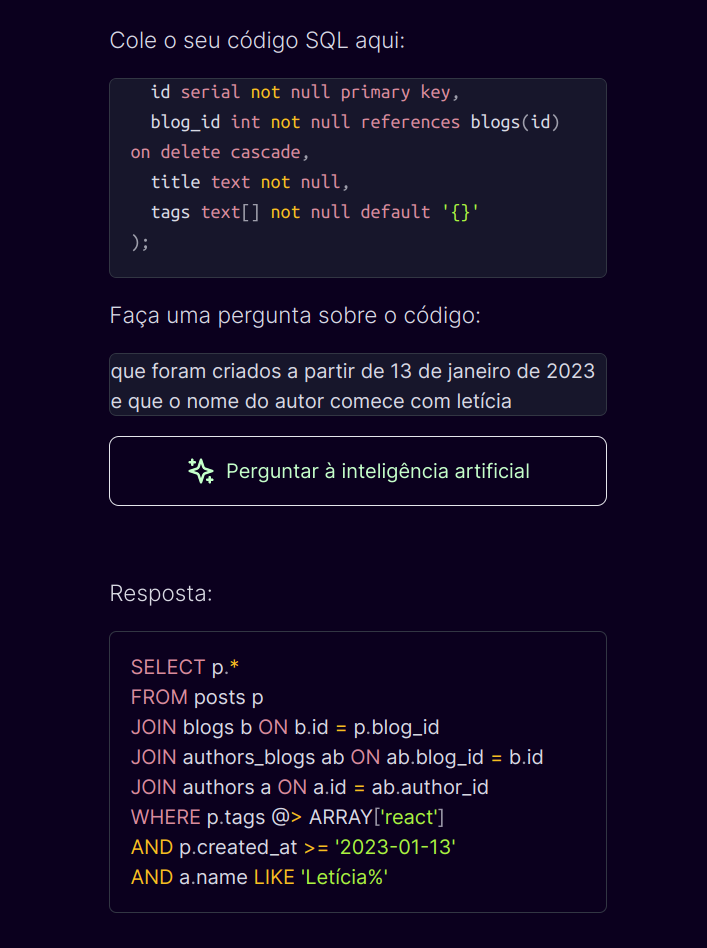 Cole o seu código SQL aqui:
id serial not null primary key,
blog_id int not null references blogs(id)
on delete cascade,
title text not null,
tags text[] not null default '{}'
);
Faça uma pergunta sobre o código:
que foram criados a partir de 13 de janeiro de 2023
e que o nome do autor comece com letícia
Perguntar à inteligência artificial
Resposta:
SELECT p.*
FROM posts p
JOIN blogs b ON b.id = p.blog_id
JOIN authors_blogs ab ON ab.blog_id = b.id
JOIN authors a ON a.id = ab.author_id
WHERE p.tags @> ARRAY['react']
AND p.created_at >= '2023-01-13'
AND a.name LIKE 'Letícia%'